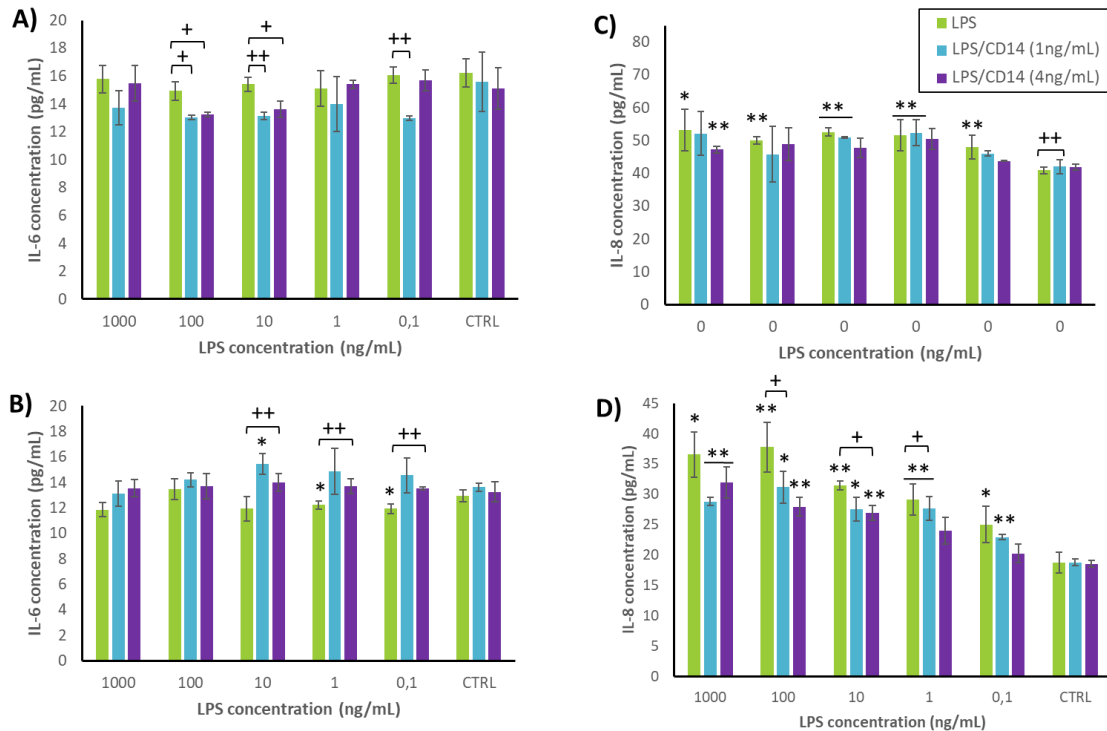 A)
IL-6 concentration (pg/mL)
20
18
16
14
12
10
8
6
4
2
0
+
+
+
++
++
1000 100 10 1 0,1 CTRL
LPS concentration (ng/mL)
B)
IL-6 concentration (pg/mL)
20
18
16
14
12
10
8
6
4
2
0
++
++
++
*
*
*
1000 100 10 1 0,1 CTRL
LPS concentration (ng/mL)
C)
LPS
LPS/CD14 (1ng/mL)
LPS/CD14 (4ng/mL)
IL-8 concentration (pg/mL)
80
70
60
50
40
30
20
10
0
* ** ** ** ** ** ++
0 0 0 0 0 0
LPS concentration (ng/mL)
D)
IL-8 concentration (pg/mL)
45
40
35
30
25
20
15
10
5
0
+
+
+
* ** ** * ** ** * ** ** * **
1000 100 10 1 0,1 CTRL
LPS concentration (ng/mL)